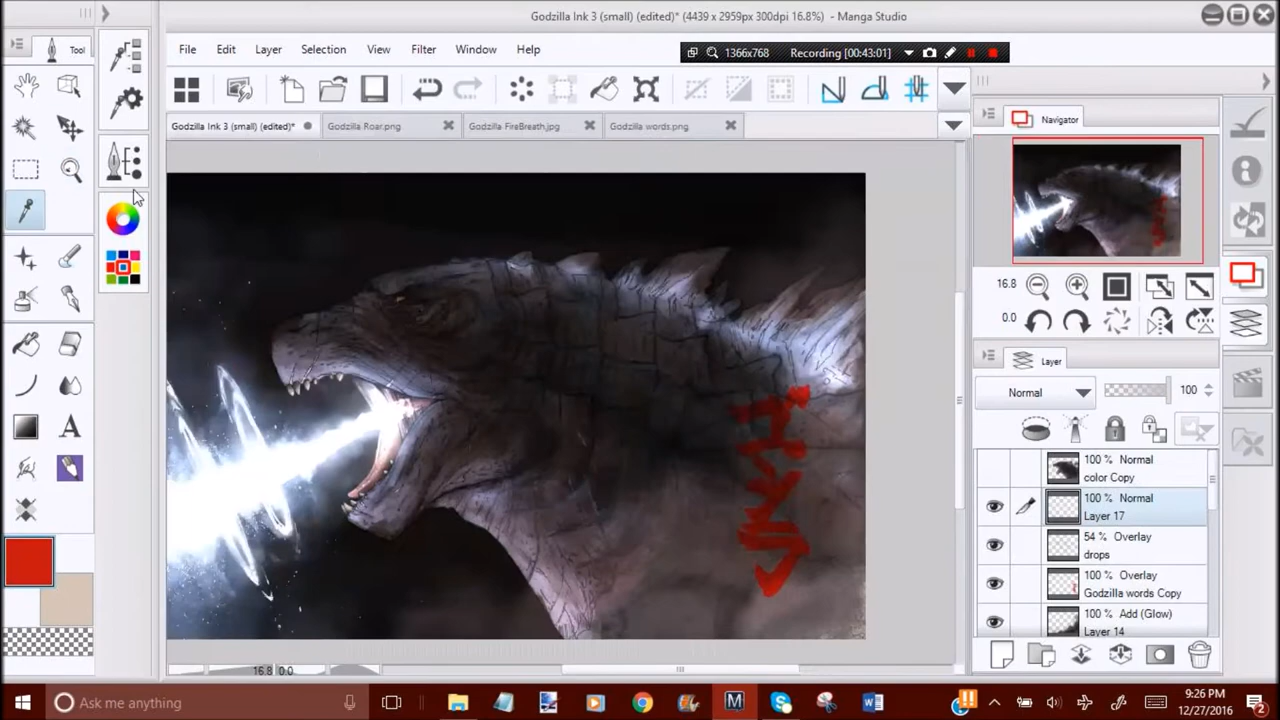 Godzilla Ink 3 (small) (edited)* (4439 x 2959px 300dpi 16.8%) - Manga Studio
Tool
File Edit Layer Selection View Filter Window Help
1366x768 Recording [00:43:01]
Godzilla Ink 3 (small) (edited)* Godzilla Roar.png Godzilla FireBreath.jpg Godzilla words.png
Navigator
16.8
0.0
Layer
Normal 100
100 % Normal
color Copy
100 % Normal
Layer 17
54 % Overlay
drops
100 % Overlay
Godzilla words Copy
100 % Add (Glow)
Layer 14
16.8 0.0
Ask me anything
9:26 PM
12/27/2016
2